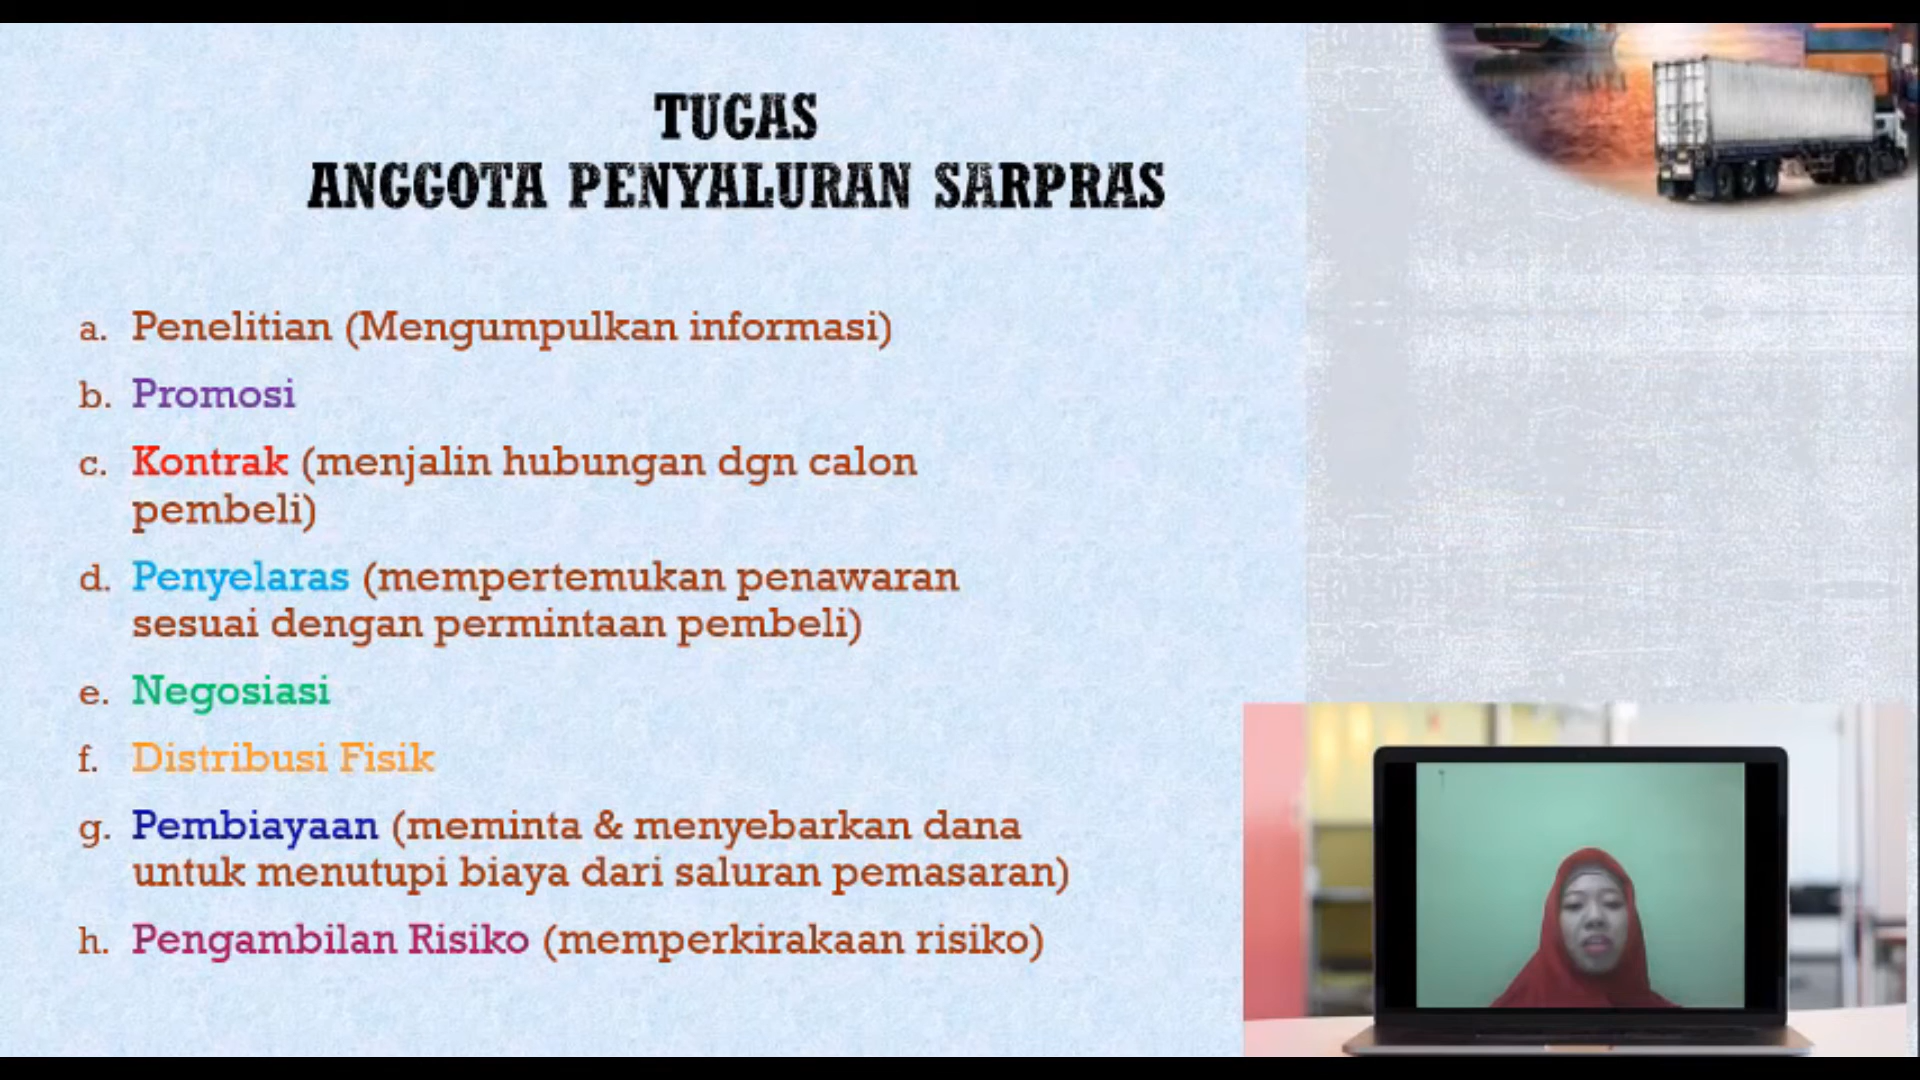 TUGAS
ANGGOTA PENYALURAN SARPRAS
a. Penelitian (Mengumpulkan informasi)
b. Promosi
c. Kontrak (menjalin hubungan dgn calon
pembeli)
d. Penyelaras (mempertemukan penawaran
sesuai dengan permintaan pembeli)
e. Negosiasi
f. Distribusi Fisik
g. Pembiayaan (meminta & menyebarkan dana
untuk menutupi biaya dari saluran pemasaran)
h. Pengambilan Risiko (memperkirakaan risiko)